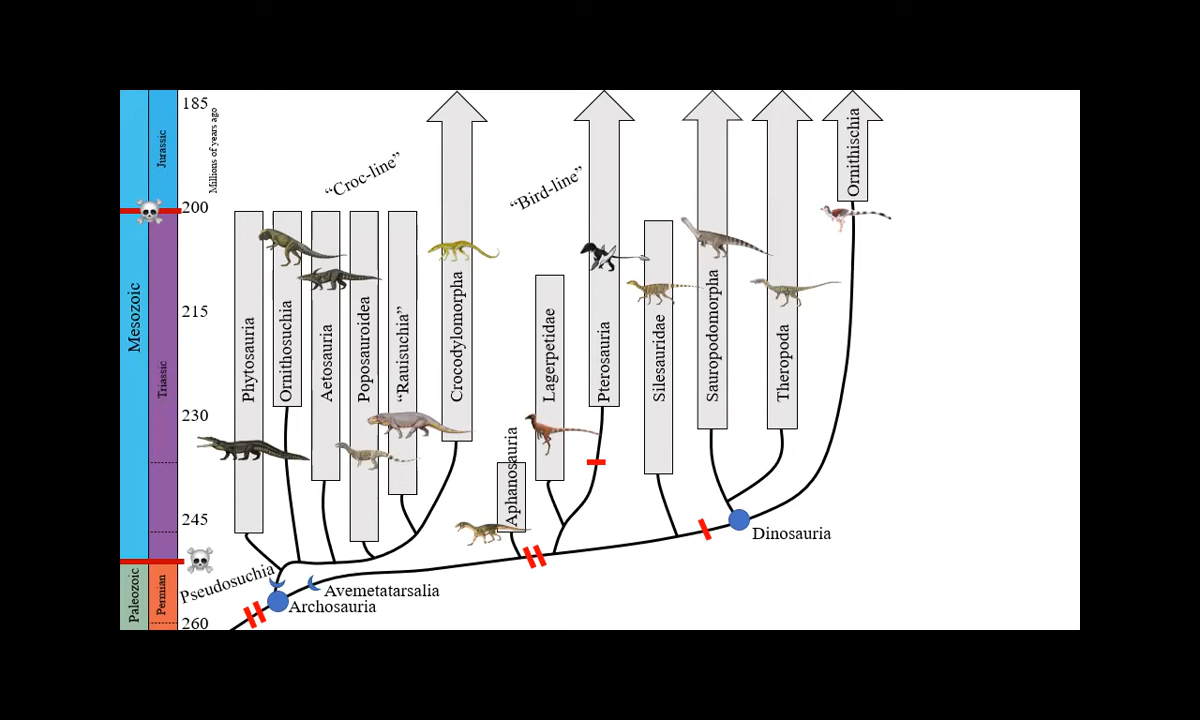 185
Millions of years ago
Jurassic
"Croc-line"
"Bird-line"
Ornithischia
200
Mesozoic
215
Triassic
Phytosauria
Ornithosuchia
Aetosauria
Poposauroidea
"Rauisuchia"
Crocodylomorpha
Lagerpetidae
Pterosauria
Silesauridae
Sauropodomorpha
Theropoda
230
Aphanosauria
245
Dinosauria
Paleozoic
Permian
Pseudosuchia
Avemetatarsalia
Archosauria
260